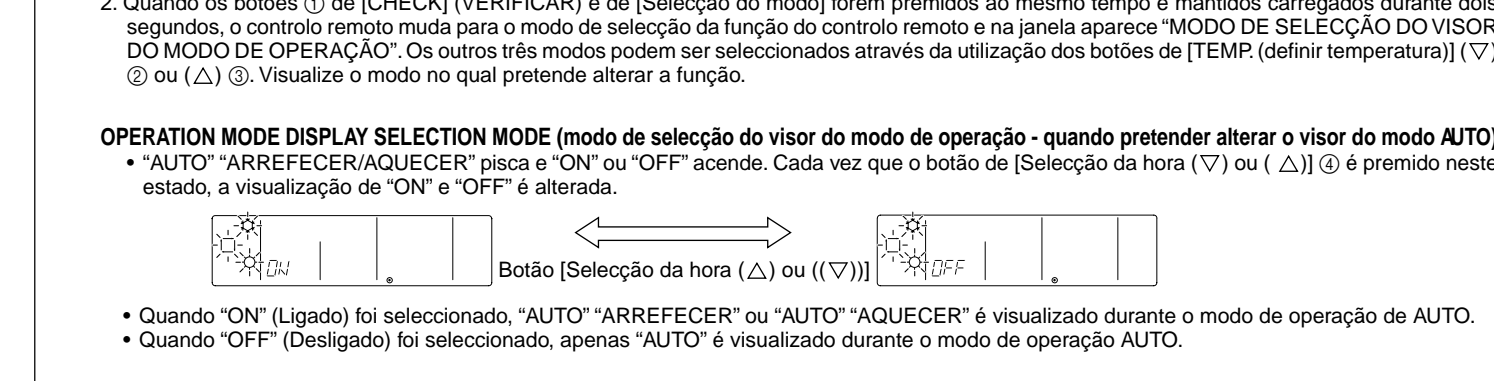 2. Quando os botões ① de [CHECK] (VERIFICAR) e de [Selecção do modo] forem premidos ao mesmo tempo e mantidos carregados durante dois
segundos, o controlo remoto muda para o modo de selecção da função do controlo remoto e na janela aparece “MODO DE SELECÇÃO DO VISOR
DO MODO DE OPERAÇÃO”. Os outros três modos podem ser seleccionados através da utilização dos botões de [TEMP. (definir temperatura)] (▽)
② ou (△) ③. Visualize o modo no qual pretende alterar a função.
OPERATION MODE DISPLAY SELECTION MODE (modo de selecção do visor do modo de operação - quando pretender alterar o visor do modo AUTO)
• “AUTO” “ARREFECER/AQUECER” pisca e “ON” ou “OFF” acende. Cada vez que o botão de [Selecção da hora (▽) ou ( △)] ④ é premido neste
estado, a visualização de “ON” e “OFF” é alterada.
ON
Botão [Selecção da hora (△) ou ((▽))]
OFF
• Quando “ON” (Ligado) foi seleccionado, “AUTO” “ARREFECER” ou “AUTO” “AQUECER” é visualizado durante o modo de operação de AUTO.
• Quando “OFF” (Desligado) foi seleccionado, apenas “AUTO” é visualizado durante o modo de operação AUTO.